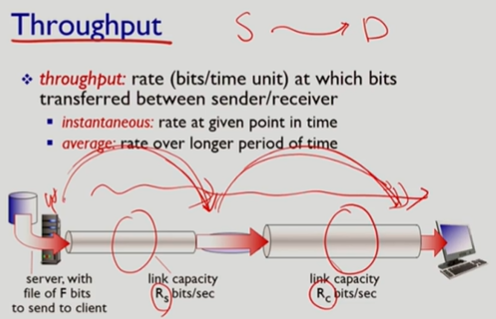 Throughput
S D
throughput: rate (bits/time unit) at which bits
transferred between sender/receiver
instantaneous: rate at given point in time
average: rate over longer period of time
server, with
file of F bits
to send to client
link capacity
Rs bits/sec
link capacity
Rc bits/sec